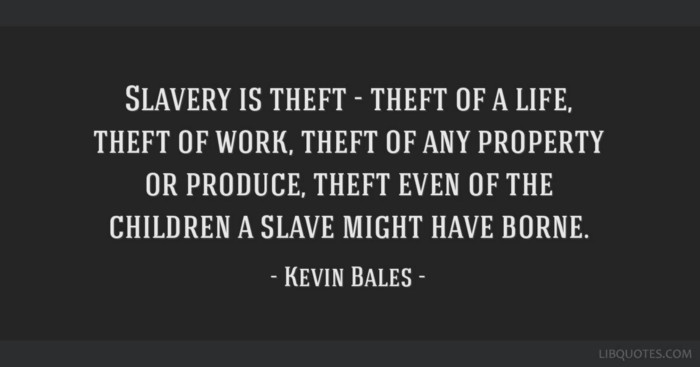 Slavery is theft - theft of a life,
theft of work, theft of any property
or produce, theft even of the
children a slave might have borne.
- Kevin Bales -
LIBQUOTES.COM